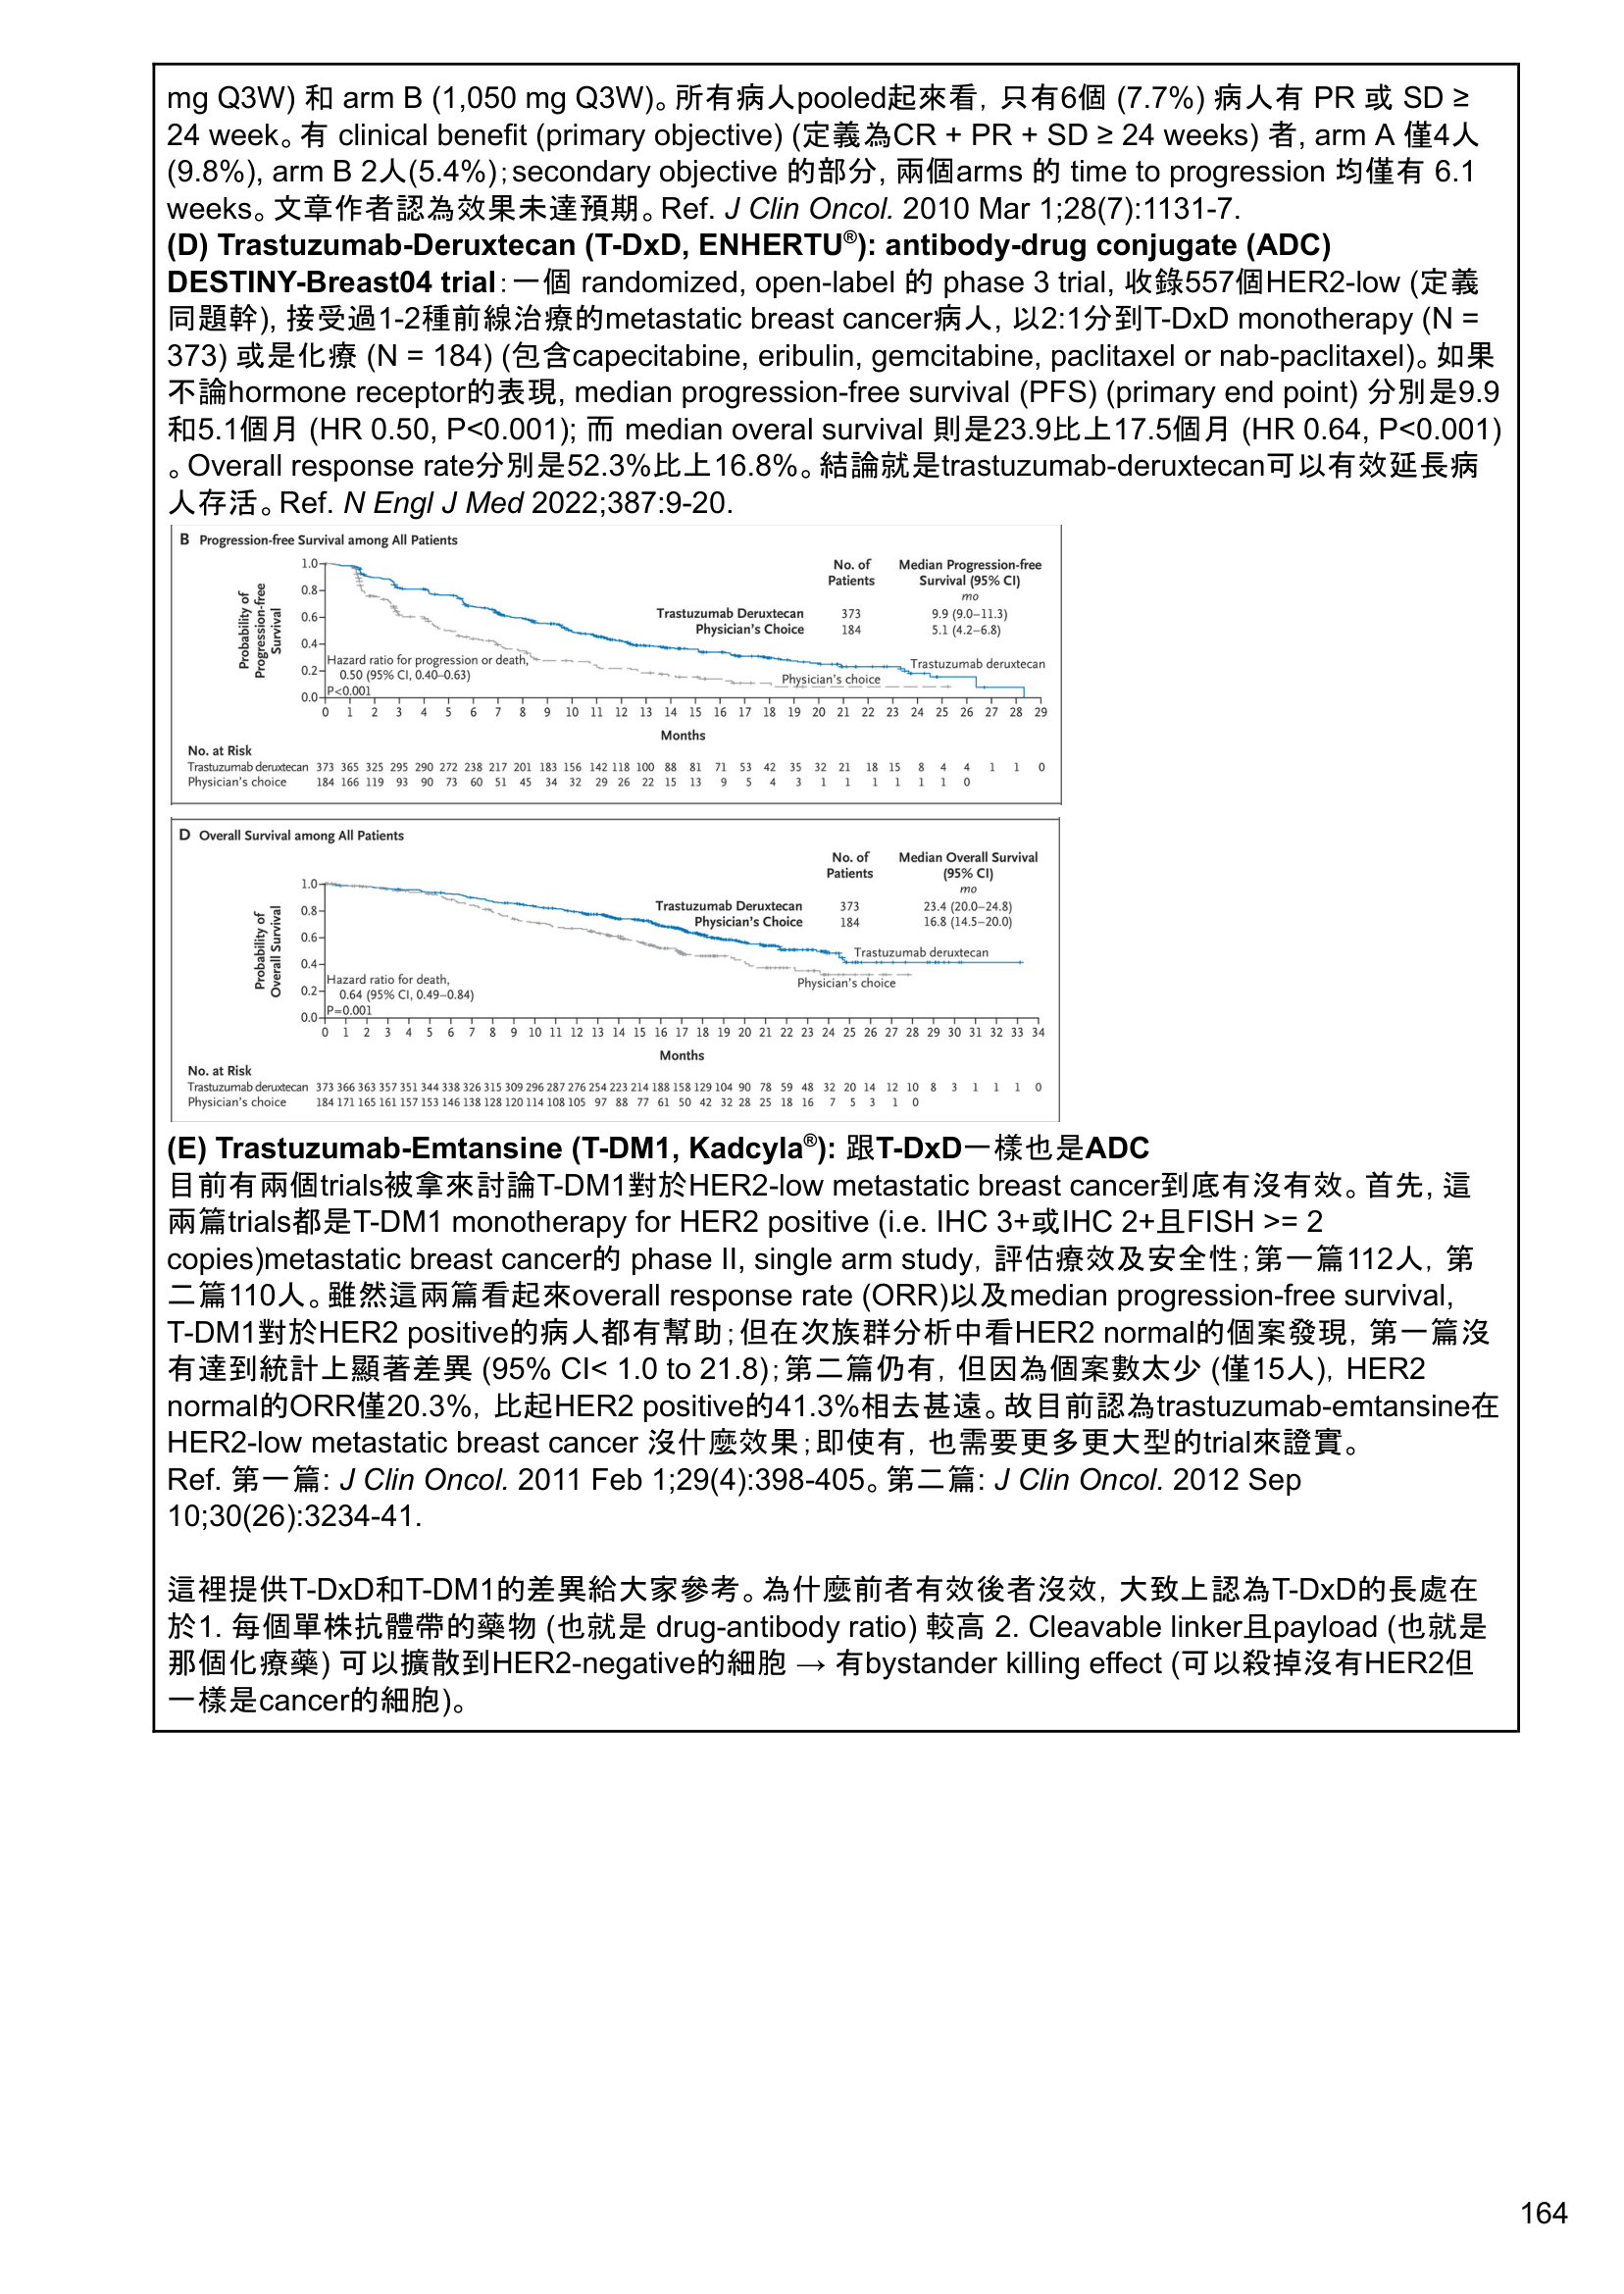 mg Q3W) 和 arm B (1,050 mg Q3W)。所有病人pooled起來看，只有6個 (7.7%) 病人有 PR 或 SD ≥
24 week。有 clinical benefit (primary objective) (定義為CR + PR + SD ≥ 24 weeks) 者, arm A 僅4人
(9.8%), arm B 2人(5.4%)；secondary objective 的部分, 兩個arms 的 time to progression 均僅有 6.1
weeks。文章作者認為效果未達預期。Ref. J Clin Oncol. 2010 Mar 1;28(7):1131-7.
(D) Trastuzumab-Deruxtecan (T-DxD, ENHERTU®): antibody-drug conjugate (ADC)
DESTINY-Breast04 trial：一個 randomized, open-label 的 phase 3 trial, 收錄557個HER2-low (定義
同題幹), 接受過1-2種前線治療的metastatic breast cancer病人, 以2:1分到T-DxD monotherapy (N =
373) 或是化療 (N = 184) (包含capecitabine, eribulin, gemcitabine, paclitaxel or nab-paclitaxel)。如果
不論hormone receptor的表現, median progression-free survival (PFS) (primary end point) 分別是9.9
和5.1個月 (HR 0.50, P<0.001); 而 median overal survival 則是23.9比上17.5個月 (HR 0.64, P<0.001)
。Overall response rate分別是52.3%比上16.8%。結論就是trastuzumab-deruxtecan可以有效延長病
人存活。Ref. N Engl J Med 2022;387:9-20.
B Progression-free Survival among All Patients
No. of Patients
Median Progression-free Survival (95% CI)
mo
Trastuzumab Deruxtecan 373 9.9 (9.0–11.3)
Physician's Choice 184 5.1 (4.2–6.8)
Probability of Progression-free Survival
1.0
0.8
0.6
0.4
0.2
0.0
Hazard ratio for progression or death,
0.50 (95% CI, 0.40–0.63)
P<0.001
Trastuzumab deruxtecan
Physician's choice
0 1 2 3 4 5 6 7 8 9 10 11 12 13 14 15 16 17 18 19 20 21 22 23 24 25 26 27 28 29
Months
No. at Risk
Trastuzumab deruxtecan 373 365 325 295 290 272 238 217 201 183 156 142 118 100 88 81 71 53 42 35 32 21 18 15 8 4 4 1 1 0
Physician's choice 184 166 119 93 90 73 60 51 45 34 32 29 26 22 15 13 9 5 4 3 1 1 1 1 1 1 0
D Overall Survival among All Patients
No. of Patients
Median Overall Survival (95% CI)
mo
Trastuzumab Deruxtecan 373 23.4 (20.0–24.8)
Physician's Choice 184 16.8 (14.5–20.0)
Probability of Overall Survival
1.0
0.8
0.6
0.4
0.2
0.0
Hazard ratio for death,
0.64 (95% CI, 0.49–0.84)
P=0.001
Trastuzumab deruxtecan
Physician's choice
0 1 2 3 4 5 6 7 8 9 10 11 12 13 14 15 16 17 18 19 20 21 22 23 24 25 26 27 28 29 30 31 32 33 34
Months
No. at Risk
Trastuzumab deruxtecan 373 366 363 357 351 344 338 326 315 309 296 287 276 254 223 214 188 158 129 104 90 78 59 48 32 20 14 12 10 8 3 1 1 1 0
Physician's choice 184 171 165 161 157 153 146 138 128 120 114 108 105 97 88 77 61 50 42 32 28 25 18 16 7 5 3 1 0
(E) Trastuzumab-Emtansine (T-DM1, Kadcyla®): 跟T-DxD一樣也是ADC
目前有兩個trials被拿來討論T-DM1對於HER2-low metastatic breast cancer到底有沒有效。首先, 這
兩篇trials都是T-DM1 monotherapy for HER2 positive (i.e. IHC 3+或IHC 2+且FISH >= 2
copies)metastatic breast cancer的 phase II, single arm study，評估療效及安全性；第一篇112人，第
二篇110人。雖然這兩篇看起來overall response rate (ORR)以及median progression-free survival,
T-DM1對於HER2 positive的病人都有幫助；但在次族群分析中看HER2 normal的個案發現，第一篇沒
有達到統計上顯著差異 (95% CI< 1.0 to 21.8)；第二篇仍有，但因為個案數太少 (僅15人)，HER2
normal的ORR僅20.3%，比起HER2 positive的41.3%相去甚遠。故目前認為trastuzumab-emtansine在
HER2-low metastatic breast cancer 沒什麼效果；即使有，也需要更多更大型的trial來證實。
Ref. 第一篇: J Clin Oncol. 2011 Feb 1;29(4):398-405。第二篇: J Clin Oncol. 2012 Sep
10;30(26):3234-41.
這裡提供T-DxD和T-DM1的差異給大家參考。為什麼前者有效後者沒效，大致上認為T-DxD的長處在
於1. 每個單株抗體帶的藥物 (也就是 drug-antibody ratio) 較高 2. Cleavable linker且payload (也就是
那個化療藥) 可以擴散到HER2-negative的細胞 → 有bystander killing effect (可以殺掉沒有HER2但
一樣是cancer的細胞)。
164